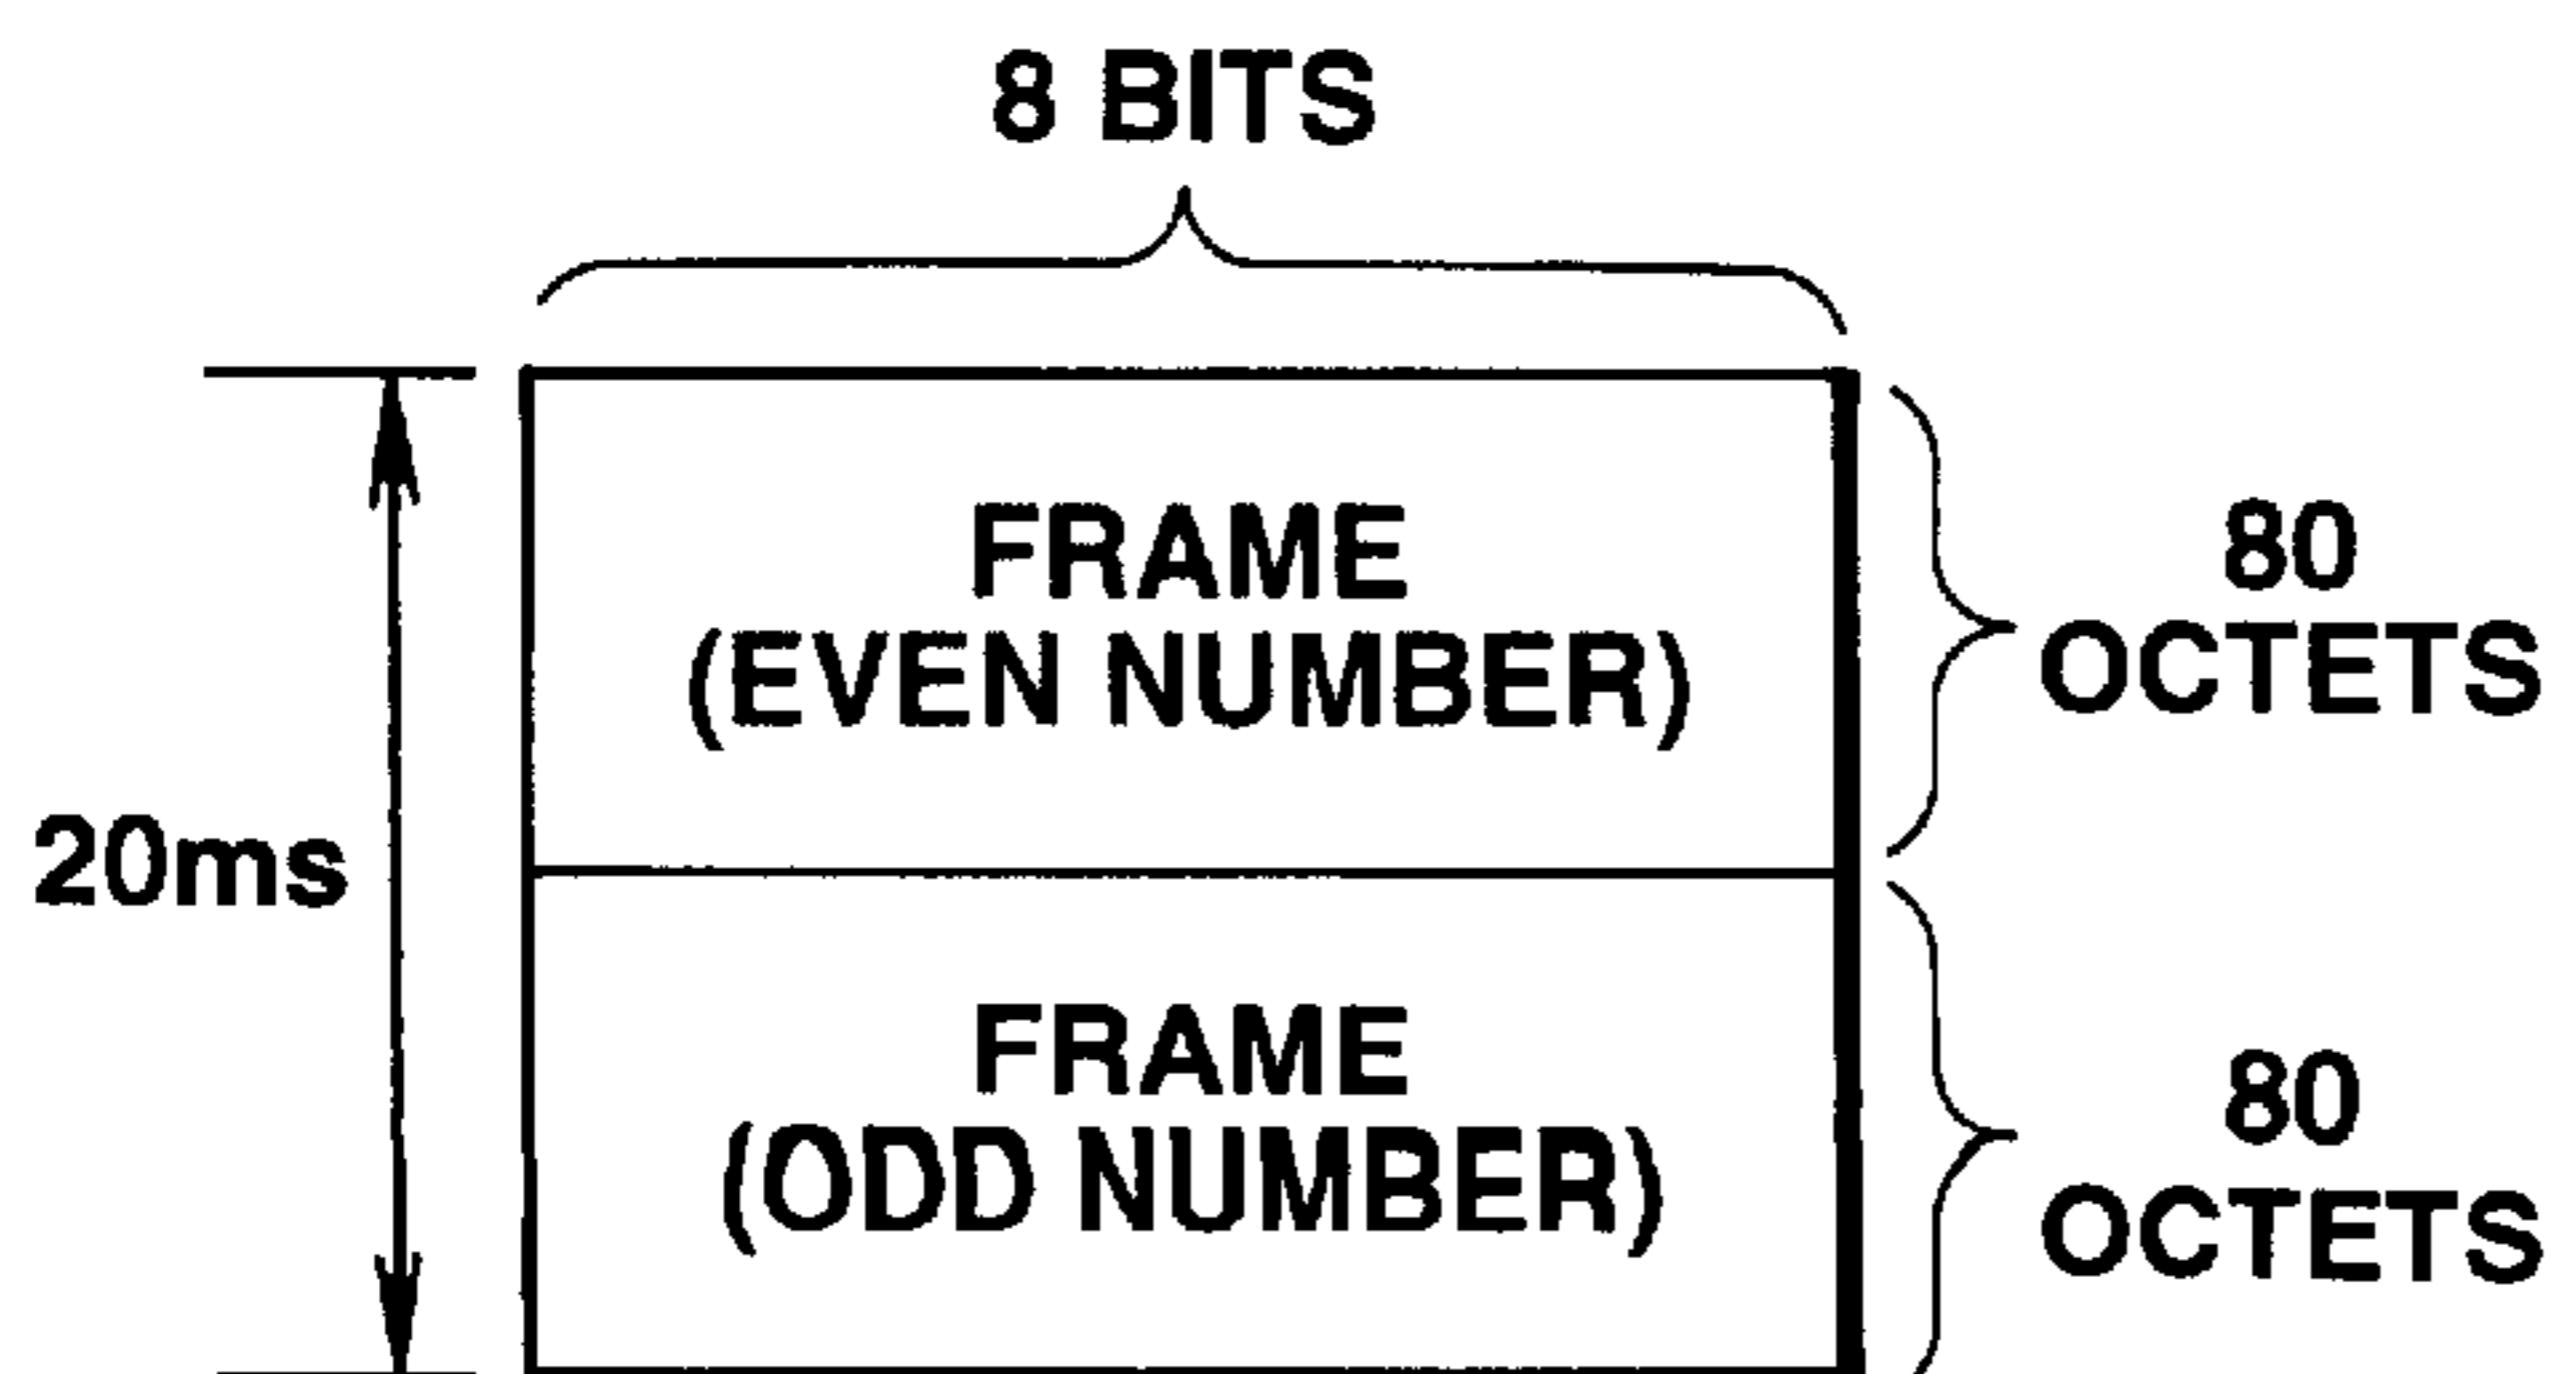 8 BITS
FRAME
(EVEN NUMBER)
80
OCTETS
20ms
FRAME
(ODD NUMBER)
80
OCTETS